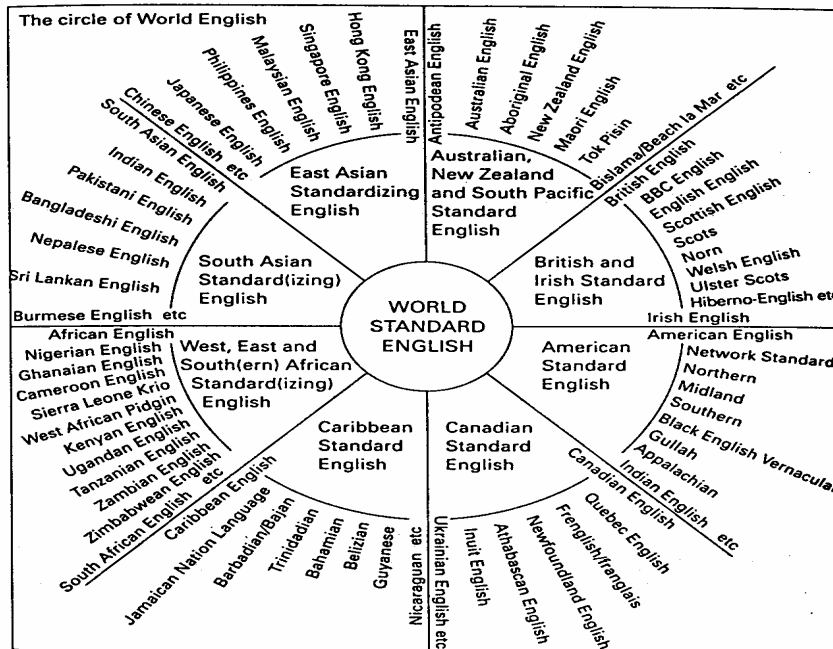 The circle of World English
WORLD
STANDARD
ENGLISH
East Asian
Standardizing
English
Chinese English etc
Japanese English
Philippines English
Malaysian English
Singapore English
Hong Kong English
East Asian English
Australian,
New Zealand
and South Pacific
Standard
English
Antipodean English
Australian English
Aboriginal English
New Zealand English
Maori English
Tok Pisin
Bislama/Beach la Mar etc
British and
Irish Standard
English
British English
BBC English
English English
Scottish English
Scots
Norn
Welsh English
Ulster Scots
Hiberno-English etc
Irish English
American
Standard
English
American English
Network Standard
Northern
Midland
Southern
Black English Vernacula
Gullah
Appalachian
Indian English etc
Canadian
Standard
English
Canadian English
Quebec English
Frenglish/franglais
Newfoundland English
Athabascan English
Inuit English
Ukrainian English etc
Caribbean
Standard
English
Caribbean English
Jamaican Nation Language
Barbadian/Bajan
Trinidadian
Bahamian
Belizian
Guyanese
Nicaraguan etc
West, East and
South(ern) African
Standard(izing)
English
African English
Nigerian English
Ghanaian English
Cameroon English
Sierra Leone Krio
West African Pidgin
Kenyan English
Ugandan English
Tanzanian English
Zambian English
Zimbabwean English
South African English etc
South Asian
Standard(izing)
English
South Asian English
Indian English
Pakistani English
Bangladeshi English
Nepalese English
Sri Lankan English
Burmese English etc